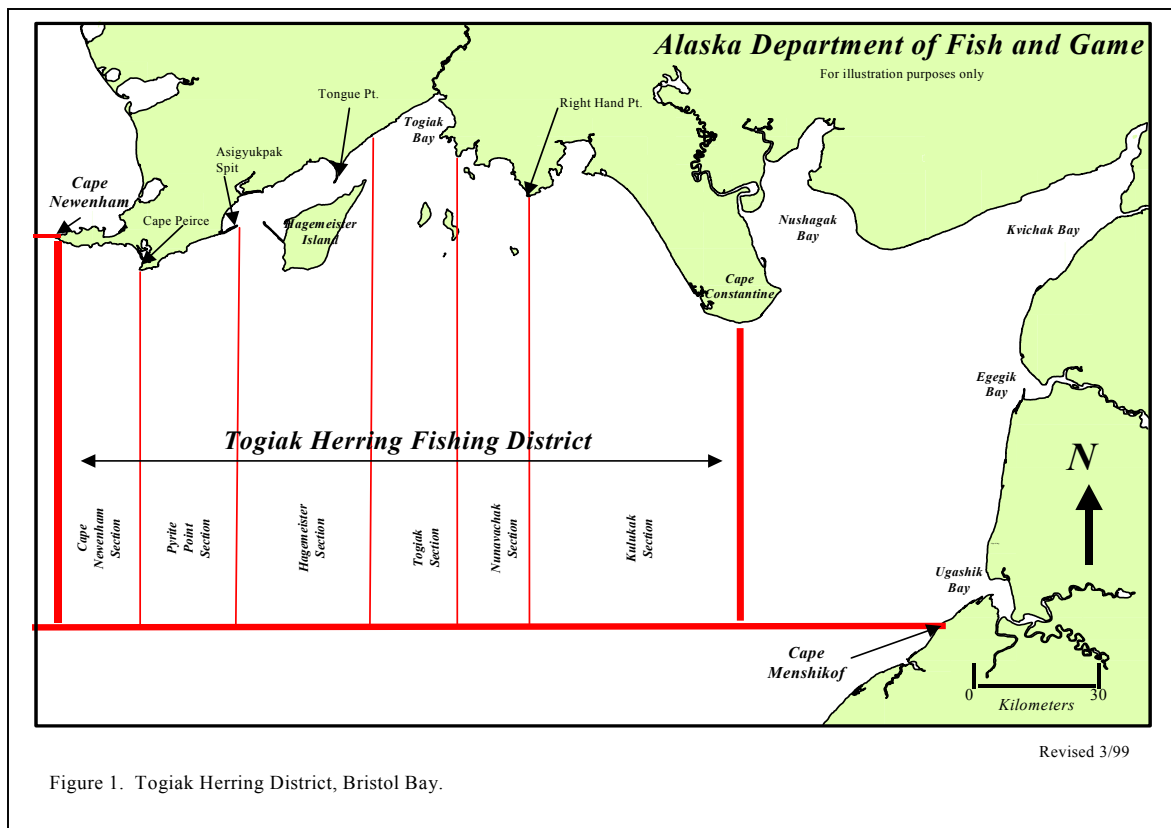 Alaska Department of Fish and Game
For illustration purposes only
Tongue Pt.
Right Hand Pt.
Togiak
Bay
Asigyukpak
Spit
Cape
Newenham
Cape Peirce
Hagemeister
Island
Nushagak
Bay
Kvichak Bay
Cape
Constantine
Egegik
Bay
Togiak Herring Fishing District
N
Cape
Newenham
Section
Pyrite
Point
Section
Hagemeister
Section
Togiak
Section
Nunavachak
Section
Kulukak
Section
Ugashik
Bay
Cape
Menshikof
0 30
Kilometers
Revised 3/99
Figure 1. Togiak Herring District, Bristol Bay.